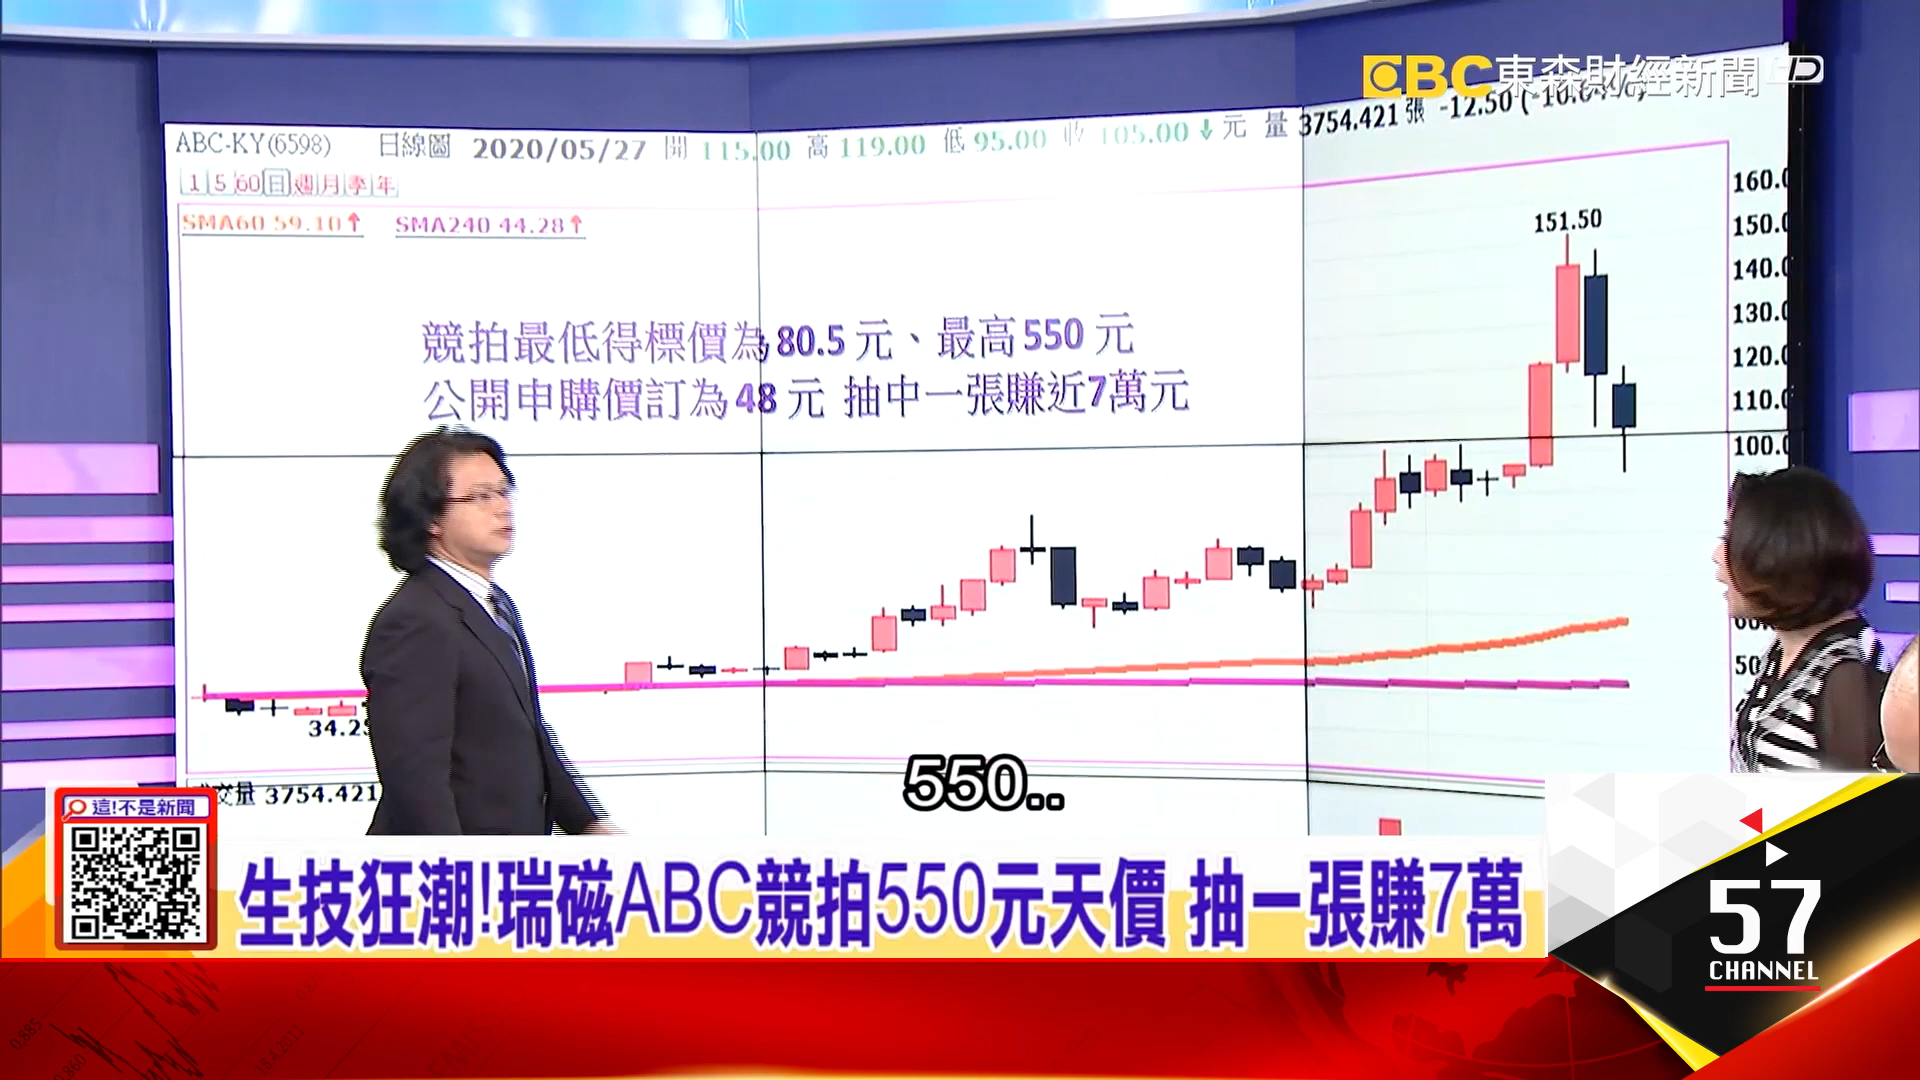 EBC東森財經新聞 HD
ABC-KY(6598) 日線圖 2020/05/27 開 115.00 高 119.00 低 95.00 收 105.00↓元 量 3754.421 張 -12.50
1 5 60 日 週 月 季 年
SMA60 59.10↑ SMA240 44.28↑
160.0
151.50
150.0
140.0
130.0
120.0
110.0
100.0
競拍最低得標價為80.5元、最高550元
公開申購價訂為48元 抽中一張賺近7萬元
50
34.25
成交量 3754.421
550..
這!不是新聞
生技狂潮!瑞磁ABC競拍550元天價 抽一張賺7萬
57
CHANNEL